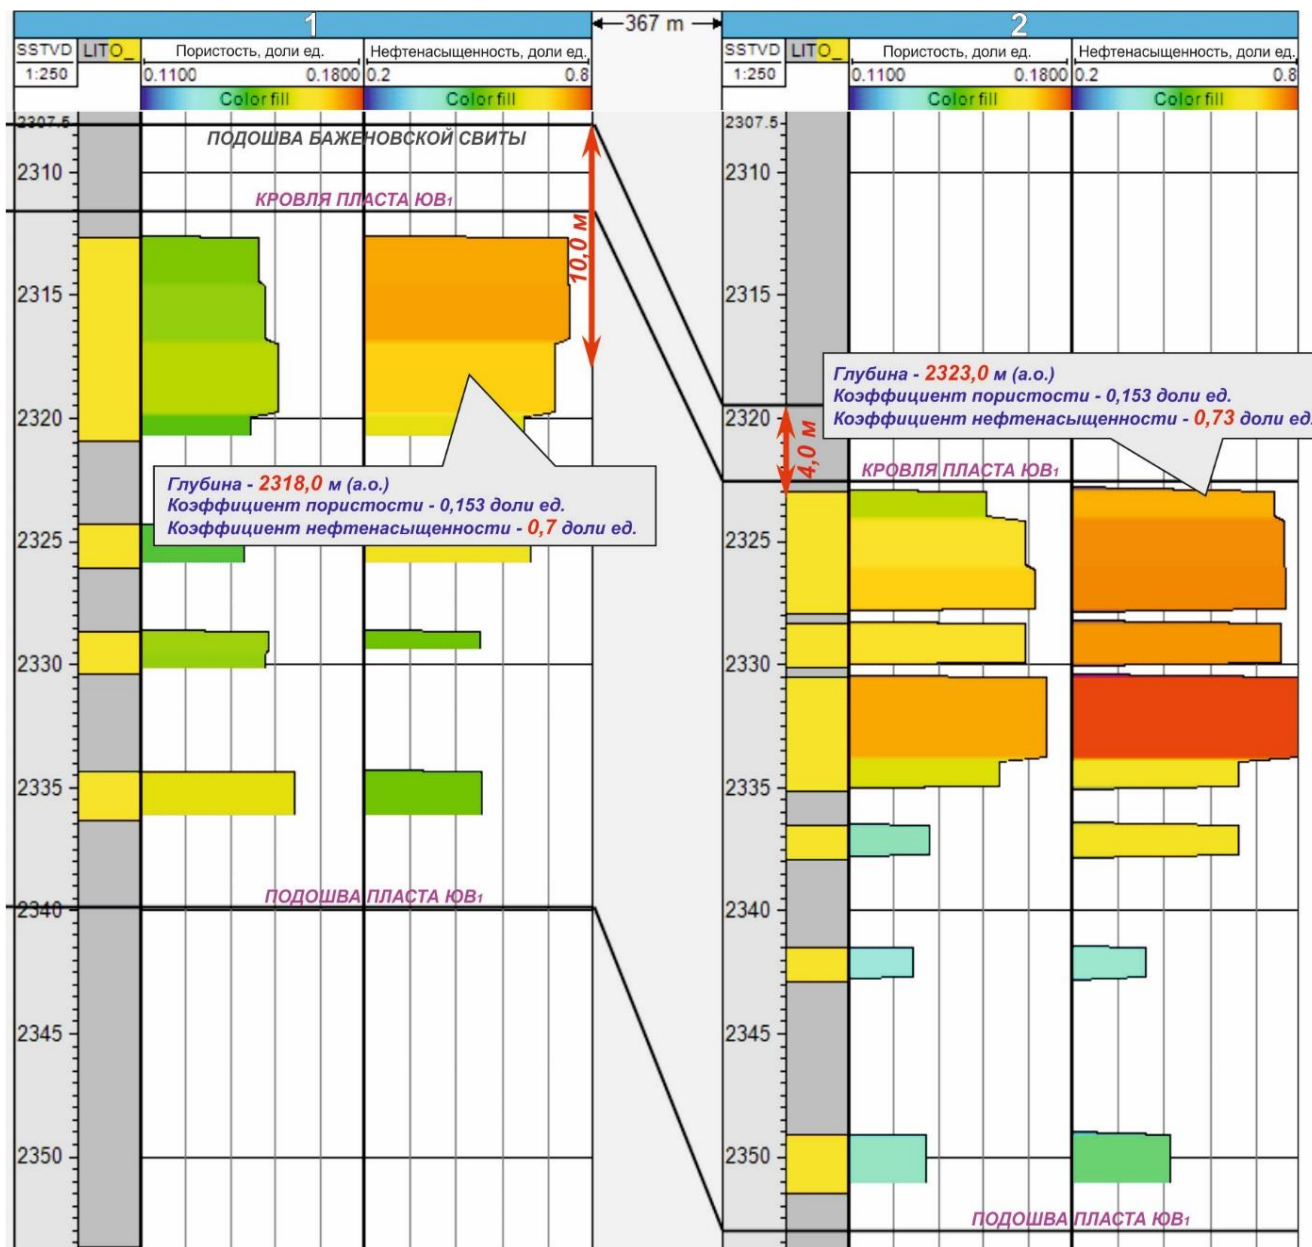 1
367 m
2
SSTVD
LITO_
Пористость, доли ед.
Нефтенасыщенность, доли ед.
1:250
0.1100
0.1800
0.2
0.8
Color fill
Color fill
SSTVD
LITO_
Пористость, доли ед.
Нефтенасыщенность, доли ед.
1:250
0.1100
0.1800
0.2
0.8
Color fill
Color fill
2307.5
ПОДОШВА БАЖЕНОВСКОЙ СВИТЫ
2310
КРОВЛЯ ПЛАСТА ЮВ₁
10,0 м
2315
2320
Глубина - 2318,0 м (а.о.)
Коэффициент пористости - 0,153 доли ед.
Коэффициент нефтенасыщенности - 0,7 доли ед.
2325
2330
2335
ПОДОШВА ПЛАСТА ЮВ₁
2340
2345
2350
2307.5
2310
2315
Глубина - 2323,0 м (а.о.)
Коэффициент пористости - 0,153 доли ед.
Коэффициент нефтенасыщенности - 0,73 доли ед.
2320
4,0 м
КРОВЛЯ ПЛАСТА ЮВ₁
2325
2330
2335
2340
2345
2350
ПОДОШВА ПЛАСТА ЮВ₁